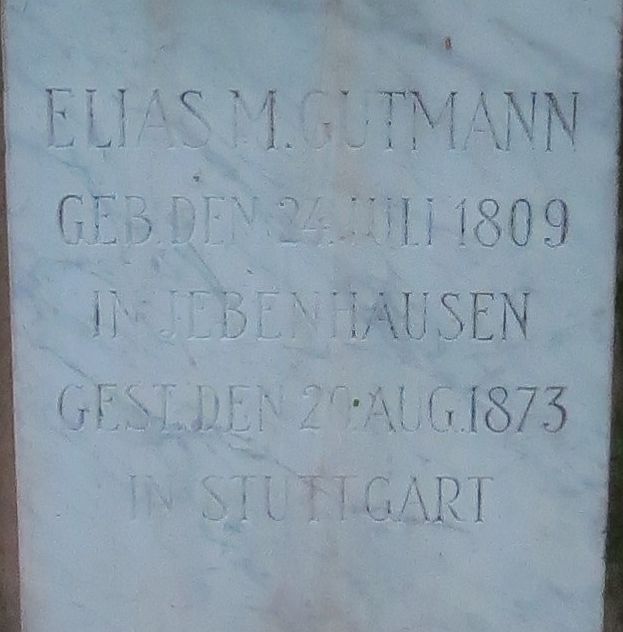 ELIAS M. GUTMANN
GEB. DEN 24. JULI 1809
IN JEBENHAUSEN
GEST. DEN AUG. 1873
IN STUTTGART